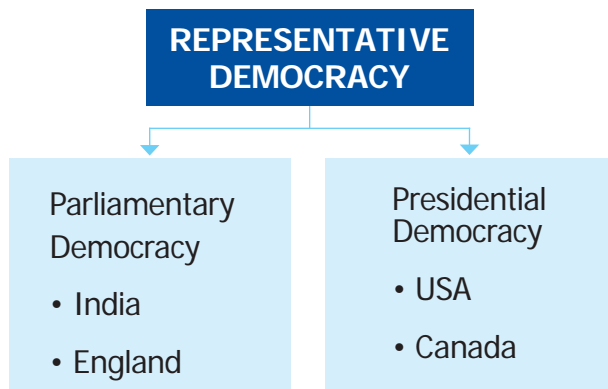 REPRESENTATIVE
DEMOCRACY
Parliamentary
Democracy
• India
• England
Presidential
Democracy
• USA
• Canada